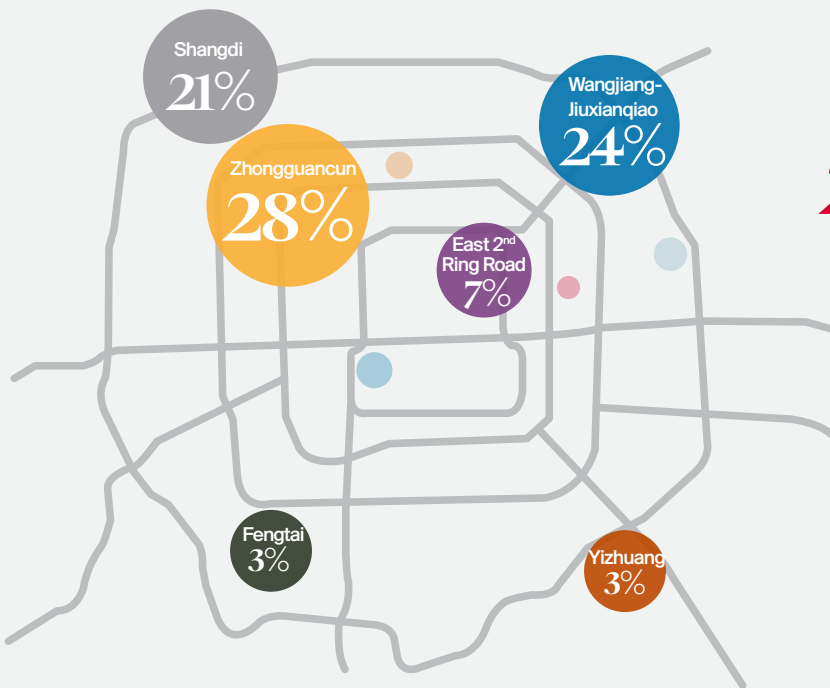 Shangdi
21%
Wangjiang-
Jiuxianqiao
24%
Zhongguancun
28%
East 2nd
Ring Road
7%
Fengtai
3%
Yizhuang
3%